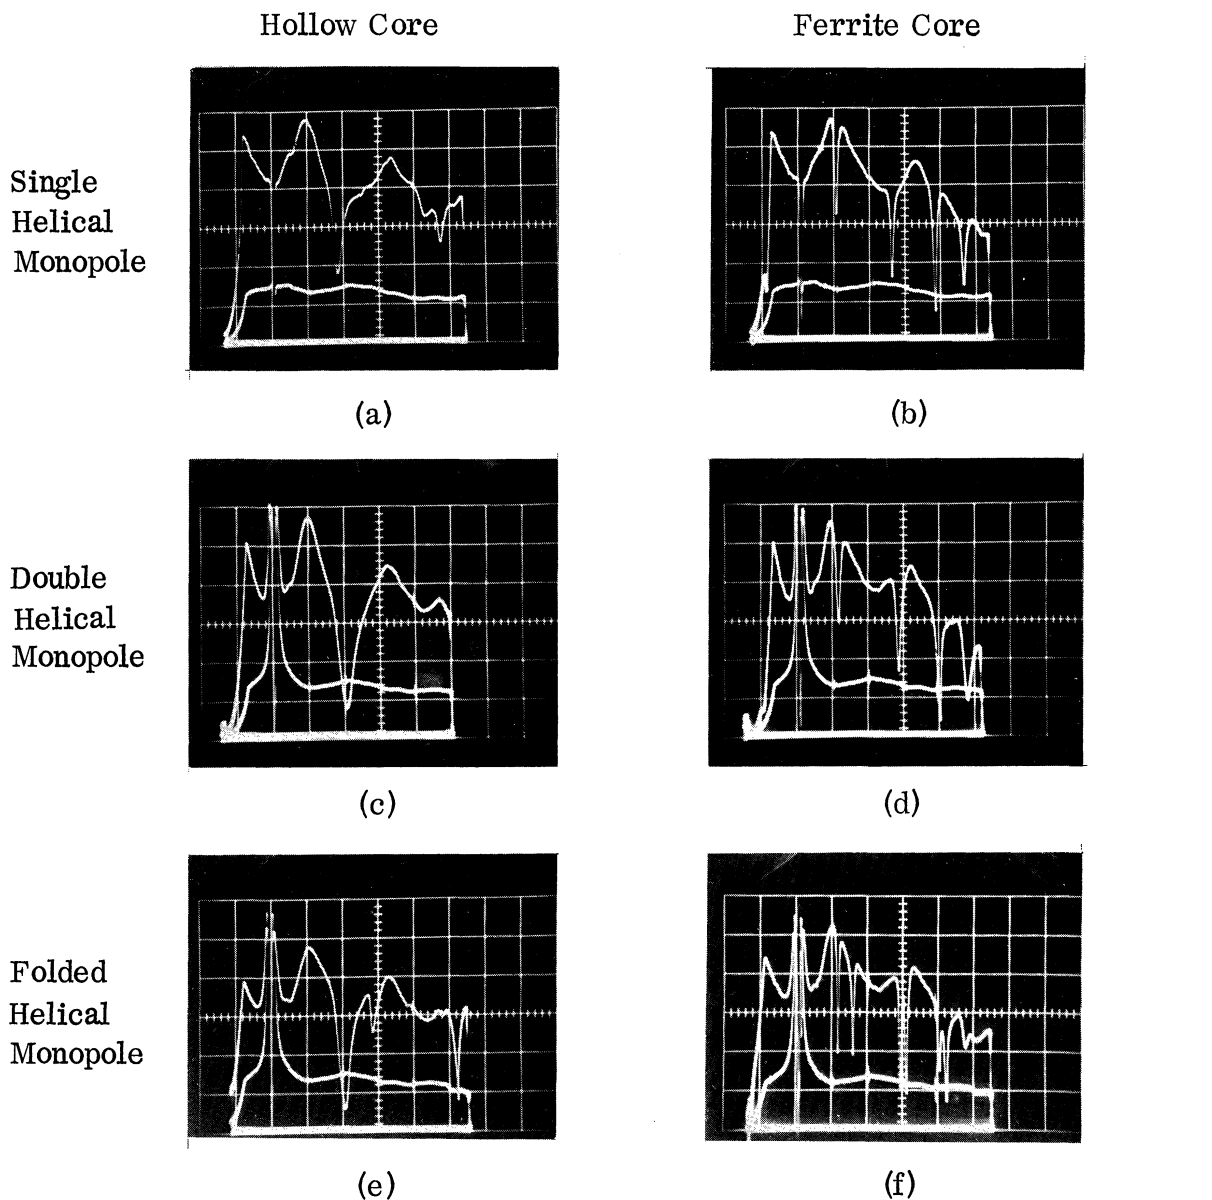 Hollow Core
Ferrite Core
Single
Helical
Monopole
(a)
(b)
Double
Helical
Monopole
(c)
(d)
Folded
Helical
Monopole
(e)
(f)